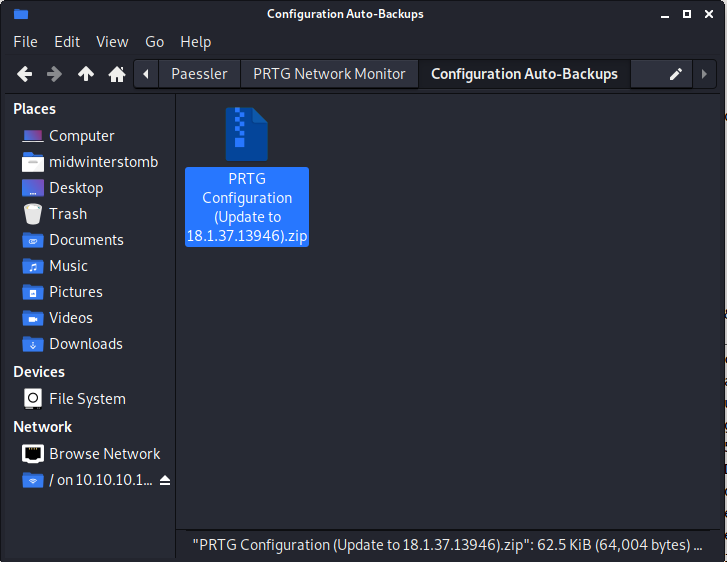 Configuration Auto-Backups
File Edit View Go Help
Paessler PRTG Network Monitor Configuration Auto-Backups
Places
Computer
midwinterstomb
Desktop
Trash
Documents
Music
Pictures
Videos
Downloads
Devices
File System
Network
Browse Network
/ on 10.10.10.1...
PRTG
Configuration
(Update to
18.1.37.13946).zip
"PRTG Configuration (Update to 18.1.37.13946).zip": 62.5 KiB (64,004 bytes) ...